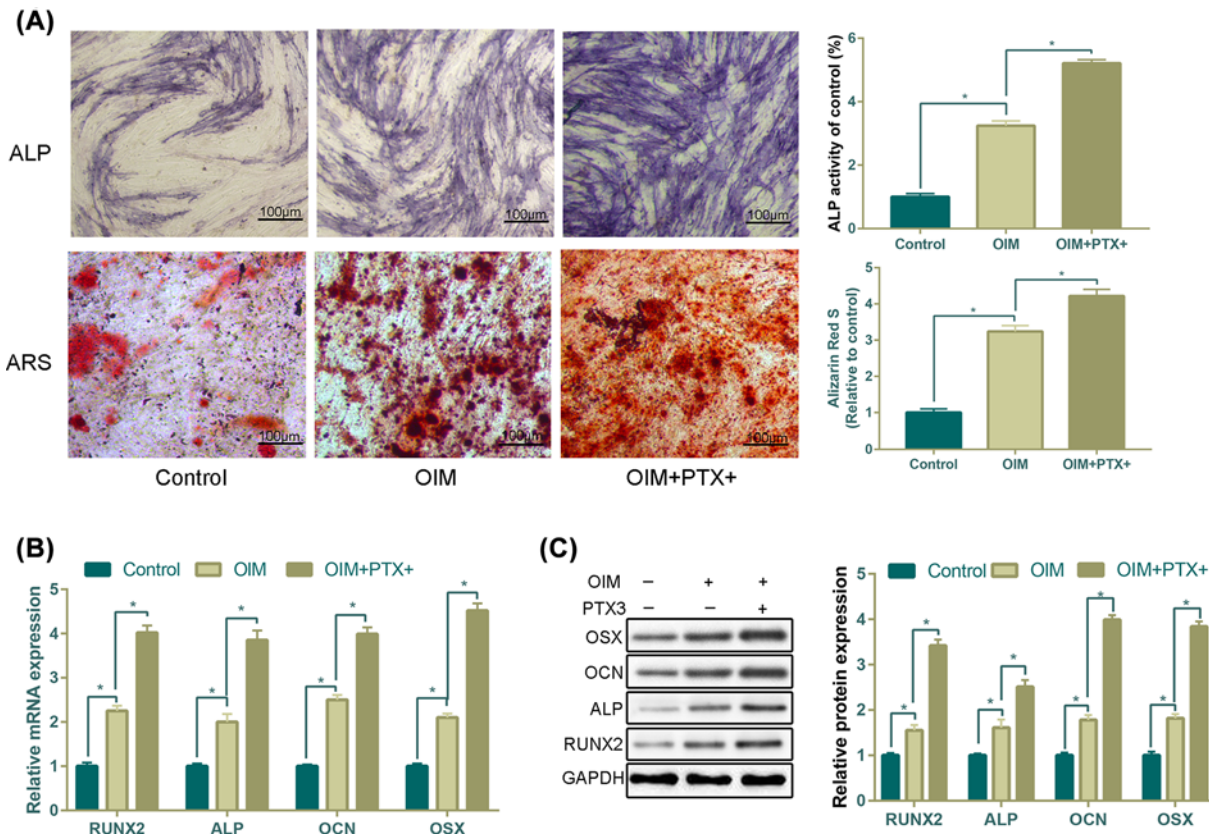 (A)
ALP
100μm
100μm
100μm
ARS
100μm
100μm
100μm
Control
OIM
OIM+PTX+
ALP activity of control (%)
6
4
2
0
*
*
Control
OIM
OIM+PTX+
Alizarin Red S
(Relative to control)
5
4
3
2
1
0
*
*
Control
OIM
OIM+PTX+
(B)
Control
OIM
OIM+PTX+
Relative mRNA expression
5
4
3
2
1
0
*
*
*
*
*
*
*
*
RUNX2
ALP
OCN
OSX
(C)
OIM − + +
PTX3 − − +
OSX
OCN
ALP
RUNX2
GAPDH
Control
OIM
OIM+PTX+
Relative protein expression
5
4
3
2
1
0
*
*
*
*
*
*
*
*
RUNX2
ALP
OCN
OSX